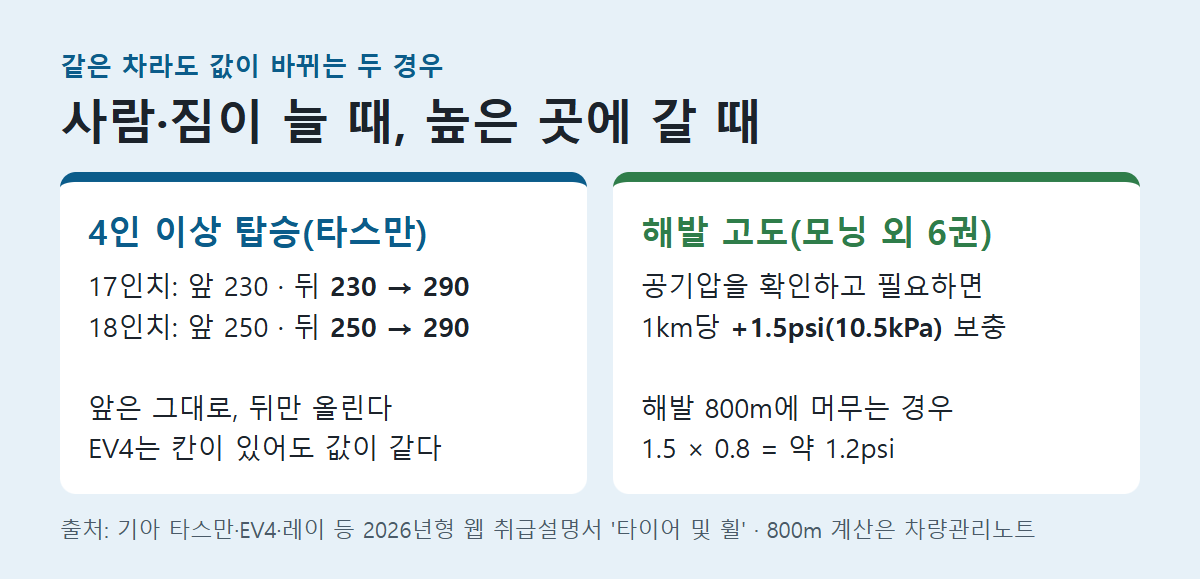 같은 차라도 값이 바뀌는 두 경우
사람·짐이 늘 때, 높은 곳에 갈 때
4인 이상 탑승(타스만)
17인치: 앞 230 · 뒤 230 → 290
18인치: 앞 250 · 뒤 250 → 290
앞은 그대로, 뒤만 올린다
EV4는 칸이 있어도 값이 같다
해발 고도(모닝 외 6권)
공기압을 확인하고 필요하면
1km당 +1.5psi(10.5kPa) 보충
해발 800m에 머무는 경우
1.5 × 0.8 = 약 1.2psi
출처: 기아 타스만·EV4·레이 등 2026년형 웹 취급설명서 '타이어 및 휠' · 800m 계산은 차량관리노트